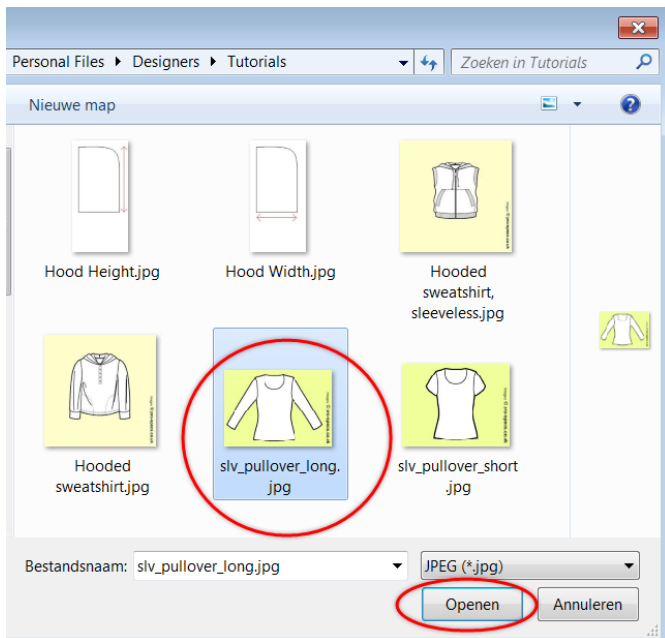 Personal Files ▸ Designers ▸ Tutorials
Zoeken in Tutorials
Nieuwe map
Hood Height.jpg
Hood Width.jpg
Hooded
sweatshirt,
sleeveless.jpg
Hooded
sweatshirt.jpg
slv_pullover_long.
jpg
slv_pullover_short
.jpg
Bestandsnaam:
slv_pullover_long.jpg
JPEG (*.jpg)
Openen
Annuleren